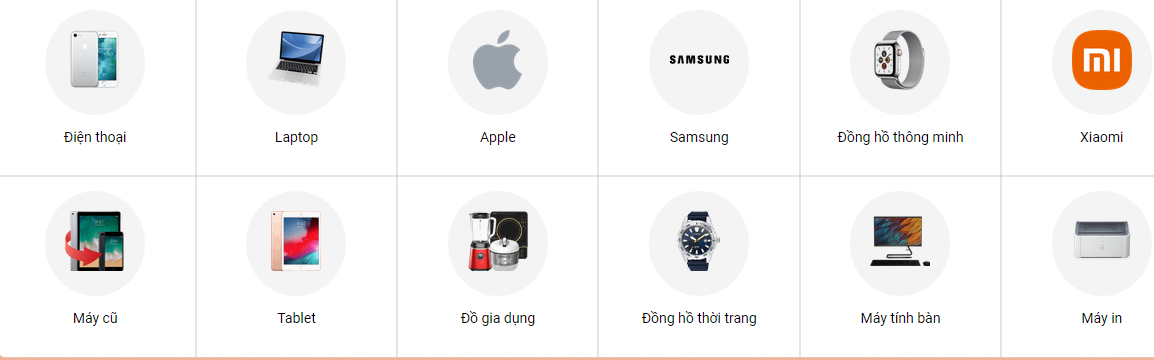 SAMSUNG
mi
Điện thoại
Laptop
Apple
Samsung
Đồng hồ thông minh
Xiaomi
Máy cũ
Tablet
Đồ gia dụng
Đồng hồ thời trang
Máy tính bàn
Máy in